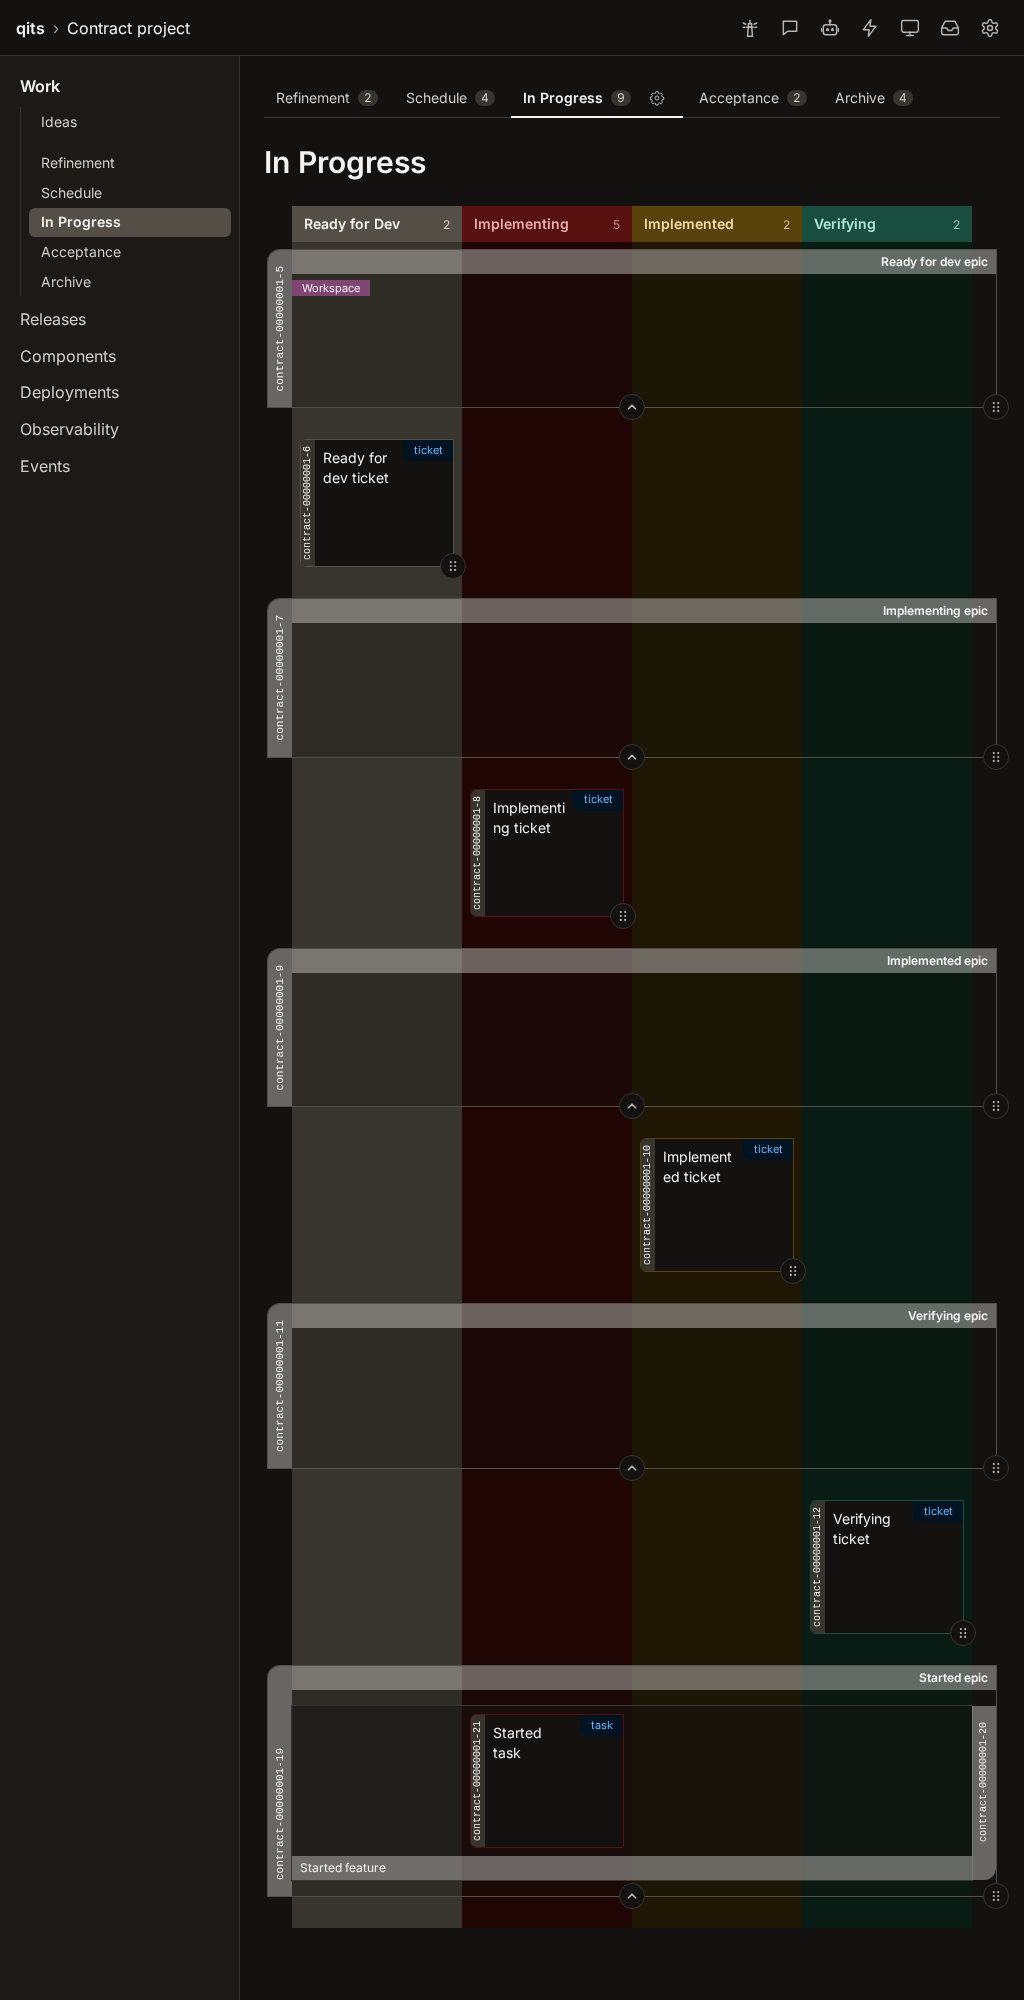 qits › Contract project
Work
Ideas
Refinement
Schedule
In Progress
Acceptance
Archive
Releases
Components
Deployments
Observability
Events
Refinement 2 Schedule 4 In Progress 9 Acceptance 2 Archive 4
In Progress
Ready for Dev 2 Implementing 5 Implemented 2 Verifying 2
contract-00000001-5
Ready for dev epic
Workspace
contract-00000001-6
Ready for
dev ticket
ticket
contract-00000001-7
Implementing epic
contract-00000001-8
Implementi
ng ticket
ticket
contract-00000001-9
Implemented epic
contract-00000001-10
Implement
ed ticket
ticket
contract-00000001-11
Verifying epic
contract-00000001-12
Verifying
ticket
ticket
contract-00000001-19
Started epic
contract-00000001-21
Started
task
task
contract-00000001-20
Started feature